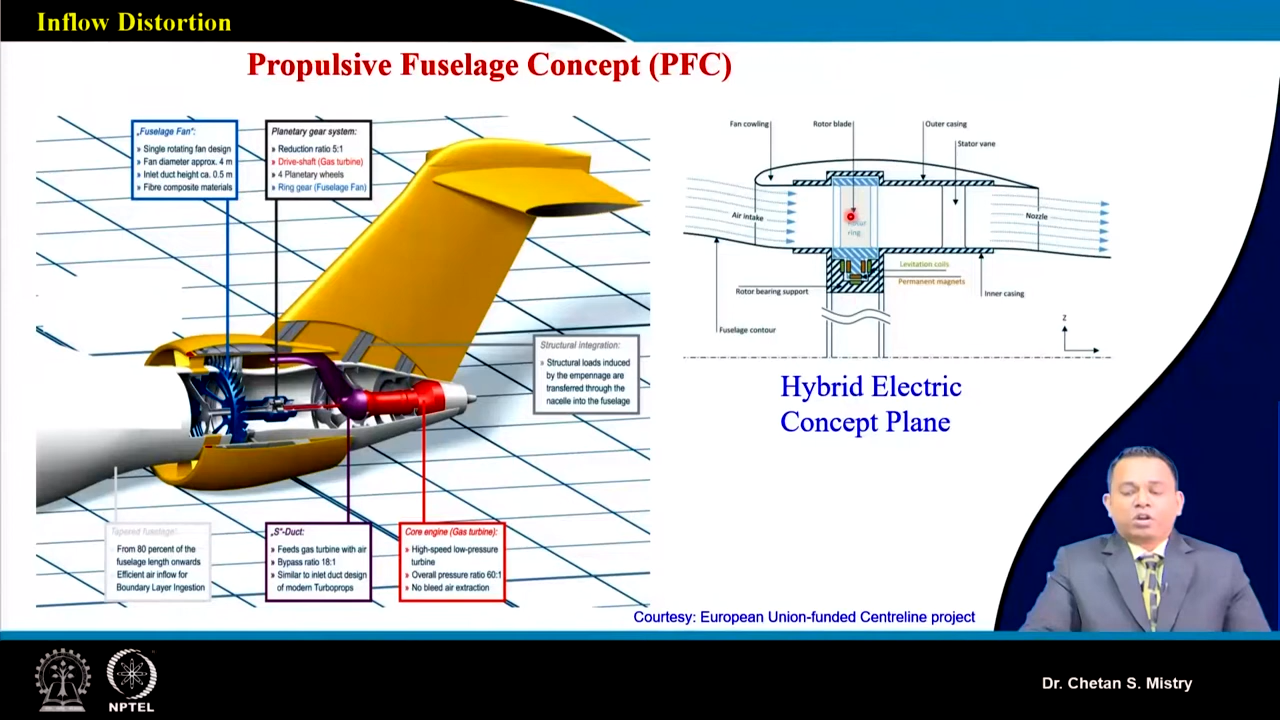 Inflow Distortion
Propulsive Fuselage Concept (PFC)
„Fuselage Fan“:
» Single rotating fan design
» Fan diameter approx. 4 m
» Inlet duct height ca. 0.5 m
» Fibre composite materials
Planetary gear system:
» Reduction ratio 5:1
» Drive-shaft (Gas turbine)
» 4 Planetary wheels
» Ring gear (Fuselage Fan)
Structural integration:
» Structural loads induced
by the empennage are
transferred through the
nacelle into the fuselage
Tapered fuselage:
From 80 percent of the
fuselage length onwards
Efficient air inflow for
Boundary Layer Ingestion
„S“-Duct:
» Feeds gas turbine with air
» Bypass ratio 18:1
» Similar to inlet duct design
of modern Turboprops
Core engine (Gas turbine):
» High-speed low-pressure
turbine
» Overall pressure ratio 60:1
» No bleed air extraction
Fan cowling
Rotor blade
Outer casing
Stator vane
Air intake
ring
Nozzle
Levitation coils
Permanent magnets
Rotor bearing support
Inner casing
Fuselage contour
Z
Hybrid Electric
Concept Plane
Courtesy: European Union-funded Centreline project
NPTEL
Dr. Chetan S. Mistry